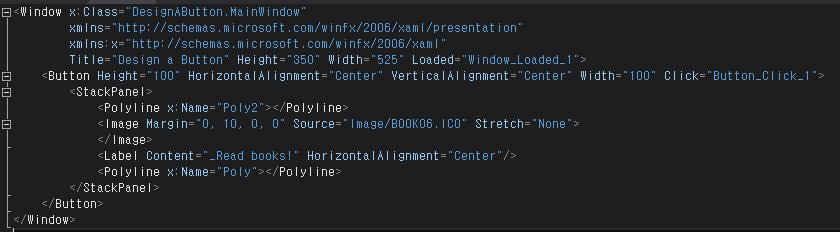 <Window x:Class="DesignAButton.MainWindow"
xmlns="http://schemas.microsoft.com/winfx/2006/xaml/presentation"
xmlns:x="http://schemas.microsoft.com/winfx/2006/xaml"
Title="Design a Button" Height="350" Width="525" Loaded="Window_Loaded_1">
<Button Height="100" HorizontalAlignment="Center" VerticalAlignment="Center" Width="100" Click="Button_Click_1">
<StackPanel>
<Polyline x:Name="Poly2"></Polyline>
<Image Margin="0, 10, 0, 0" Source="Image/BOOK06.ICO" Stretch="None">
</Image>
<Label Content="_Read books!" HorizontalAlignment="Center"/>
<Polyline x:Name="Poly"></Polyline>
</StackPanel>
</Button>
</Window>